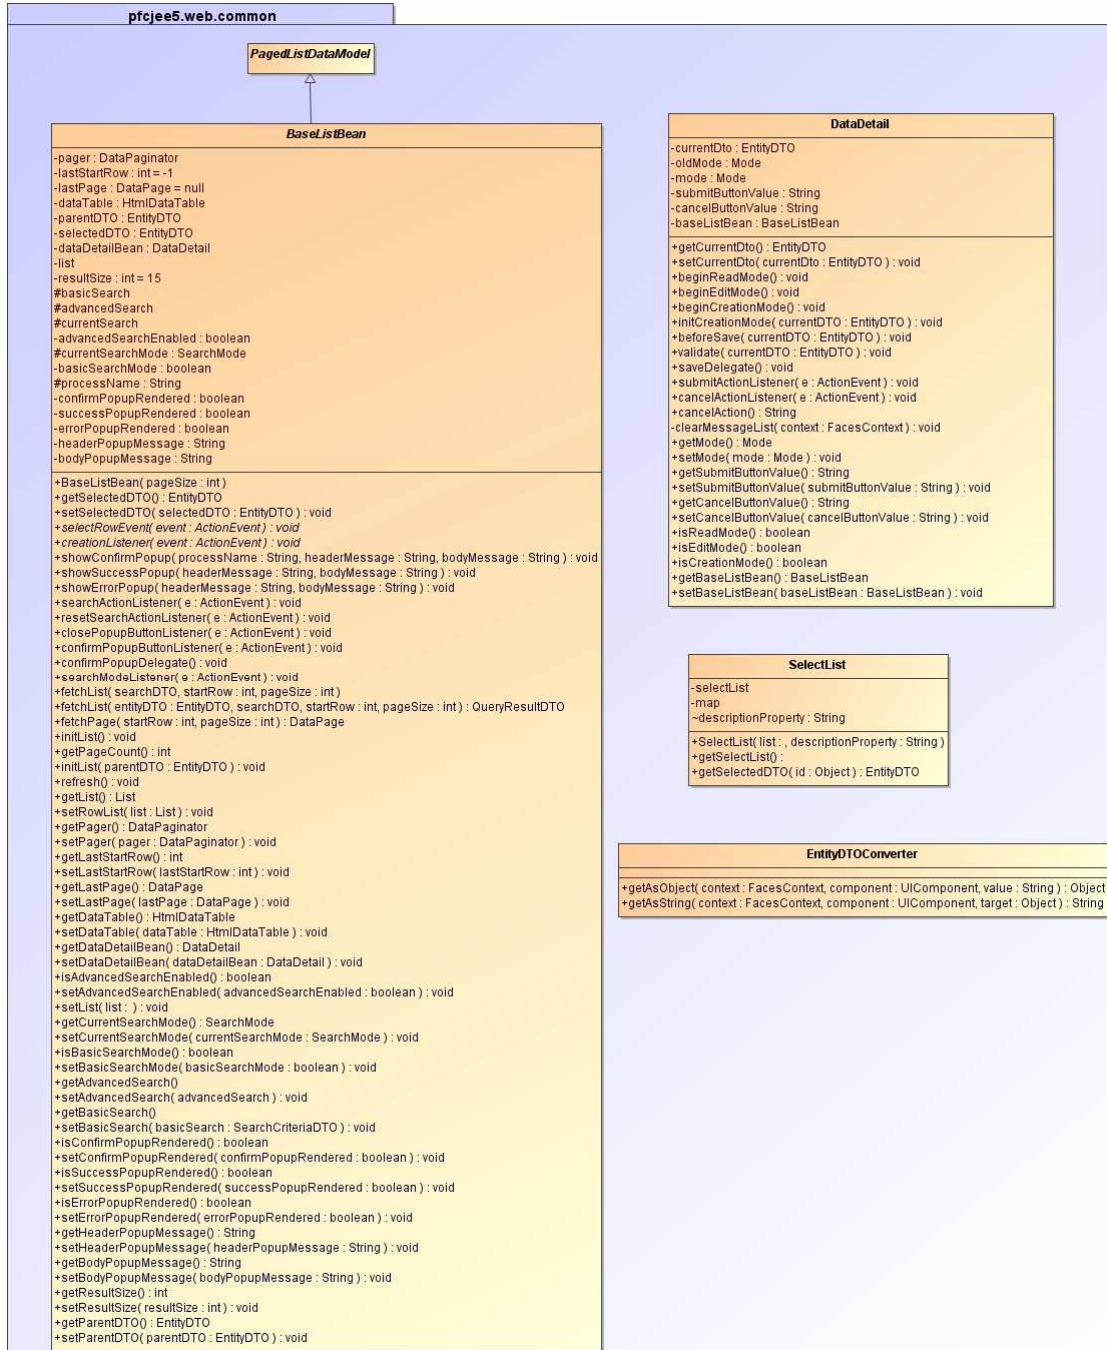 pfcjee5.web.common
PagedListDataModel
BaseListBean
-pager : DataPaginator
-lastStartRow : int = -1
-lastPage : DataPage = null
-dataTable : HtmlDataTable
-parentDTO : EntityDTO
-selectedDTO : EntityDTO
-dataDetailBean : DataDetail
-list
-resultSize : int = 15
#basicSearch
#advancedSearch
#currentSearch
-advancedSearchEnabled : boolean
#currentSearchMode : SearchMode
-basicSearchMode : boolean
#processName : String
-confirmPopupRendered : boolean
-successPopupRendered : boolean
-errorPopupRendered : boolean
-headerPopupMessage : String
-bodyPopupMessage : String
+BaseListBean( pageSize : int )
+getSelectedDTO() : EntityDTO
+setSelectedDTO( selectedDTO : EntityDTO ) : void
+selectRowEvent( event : ActionEvent ) : void
+creationListener( event : ActionEvent ) : void
+showConfirmPopup( processName : String, headerMessage : String, bodyMessage : String ) : void
+showSuccessPopup( headerMessage : String, bodyMessage : String ) : void
+showErrorPopup( headerMessage : String, bodyMessage : String ) : void
+searchActionListener( e : ActionEvent ) : void
+resetSearchActionListener( e : ActionEvent ) : void
+closePopupButtonListener( e : ActionEvent ) : void
+confirmPopupButtonListener( e : ActionEvent ) : void
+confirmPopupDelegate() : void
+searchModeListener( e : ActionEvent ) : void
+fetchList( searchDTO, startRow : int, pageSize : int )
+fetchList( entityDTO : EntityDTO, searchDTO, startRow : int, pageSize : int ) : QueryResultDTO
+fetchPage( startRow : int, pageSize : int ) : DataPage
+initList() : void
+getPageCount() : int
+initList( parentDTO : EntityDTO ) : void
+refresh() : void
+getList() : List
+setRowList( list : List ) : void
+getPager() : DataPaginator
+setPager( pager : DataPaginator ) : void
+getLastStartRow() : int
+setLastStartRow( lastStartRow : int ) : void
+getLastPage() : DataPage
+setLastPage( lastPage : DataPage ) : void
+getDataTable() : HtmlDataTable
+setDataTable( dataTable : HtmlDataTable ) : void
+getDataDetailBean() : DataDetail
+setDataDetailBean( dataDetailBean : DataDetail ) : void
+isAdvancedSearchEnabled() : boolean
+setAdvancedSearchEnabled( advancedSearchEnabled : boolean ) : void
+setList( list : ) : void
+getCurrentSearchMode() : SearchMode
+setCurrentSearchMode( currentSearchMode : SearchMode ) : void
+isBasicSearchMode() : boolean
+setBasicSearchMode( basicSearchMode : boolean ) : void
+getAdvancedSearch()
+setAdvancedSearch( advancedSearch ) : void
+getBasicSearch()
+setBasicSearch( basicSearch : SearchCriteriaDTO ) : void
+isConfirmPopupRendered() : boolean
+setConfirmPopupRendered( confirmPopupRendered : boolean ) : void
+isSuccessPopupRendered() : boolean
+setSuccessPopupRendered( successPopupRendered : boolean ) : void
+isErrorPopupRendered() : boolean
+setErrorPopupRendered( errorPopupRendered : boolean ) : void
+getHeaderPopupMessage() : String
+setHeaderPopupMessage( headerPopupMessage : String ) : void
+getBodyPopupMessage() : String
+setBodyPopupMessage( bodyPopupMessage : String ) : void
+getResultSize() : int
+setResultSize( resultSize : int ) : void
+getParentDTO() : EntityDTO
+setParentDTO( parentDTO : EntityDTO ) : void
DataDetail
-currentDto : EntityDTO
-oldMode : Mode
-mode : Mode
-submitButtonValue : String
-cancelButtonValue : String
-baseListBean : BaseListBean
+getCurrentDto() : EntityDTO
+setCurrentDto( currentDto : EntityDTO ) : void
+beginReadMode() : void
+beginEditMode() : void
+beginCreationMode() : void
+initCreationMode( currentDTO : EntityDTO ) : void
+beforeSave( currentDTO : EntityDTO ) : void
+validate( currentDTO : EntityDTO ) : void
+saveDelegate() : void
+submitActionListener( e : ActionEvent ) : void
+cancelActionListener( e : ActionEvent ) : void
+cancelAction() : String
-clearMessageList( context : FacesContext ) : void
+getMode() : Mode
+setMode( mode : Mode ) : void
+getSubmitButtonValue() : String
+setSubmitButtonValue( submitButtonValue : String ) : void
+getCancelButtonValue() : String
+setCancelButtonValue( cancelButtonValue : String ) : void
+isReadMode() : boolean
+isEditMode() : boolean
+isCreationMode() : boolean
+getBaseListBean() : BaseListBean
+setBaseListBean( baseListBean : BaseListBean ) : void
SelectList
-selectList
-map
~descriptionProperty : String
+SelectList( list : , descriptionProperty : String )
+getSelectList() :
+getSelectedDTO( id : Object ) : EntityDTO
EntityDTOConverter
+getAsObject( context : FacesContext, component : UIComponent, value : String ) : Object
+getAsString( context : FacesContext, component : UIComponent, target : Object ) : String